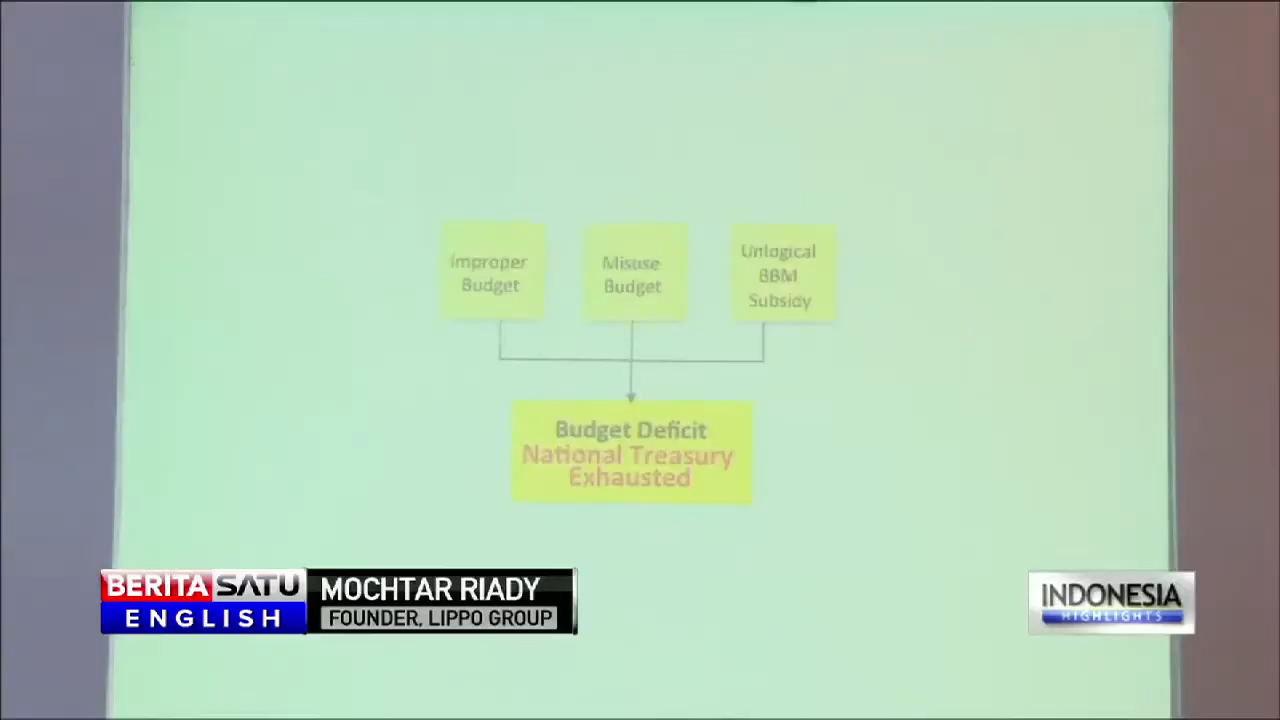 Improper
Budget
Misuse
Budget
Unlogical
BBM
Subsidy
Budget Deficit
National Treasury
Exhausted
BERITA SATU
ENGLISH
MOCHTAR RIADY
FOUNDER, LIPPO GROUP
INDONESIA
HIGHLIGHTS